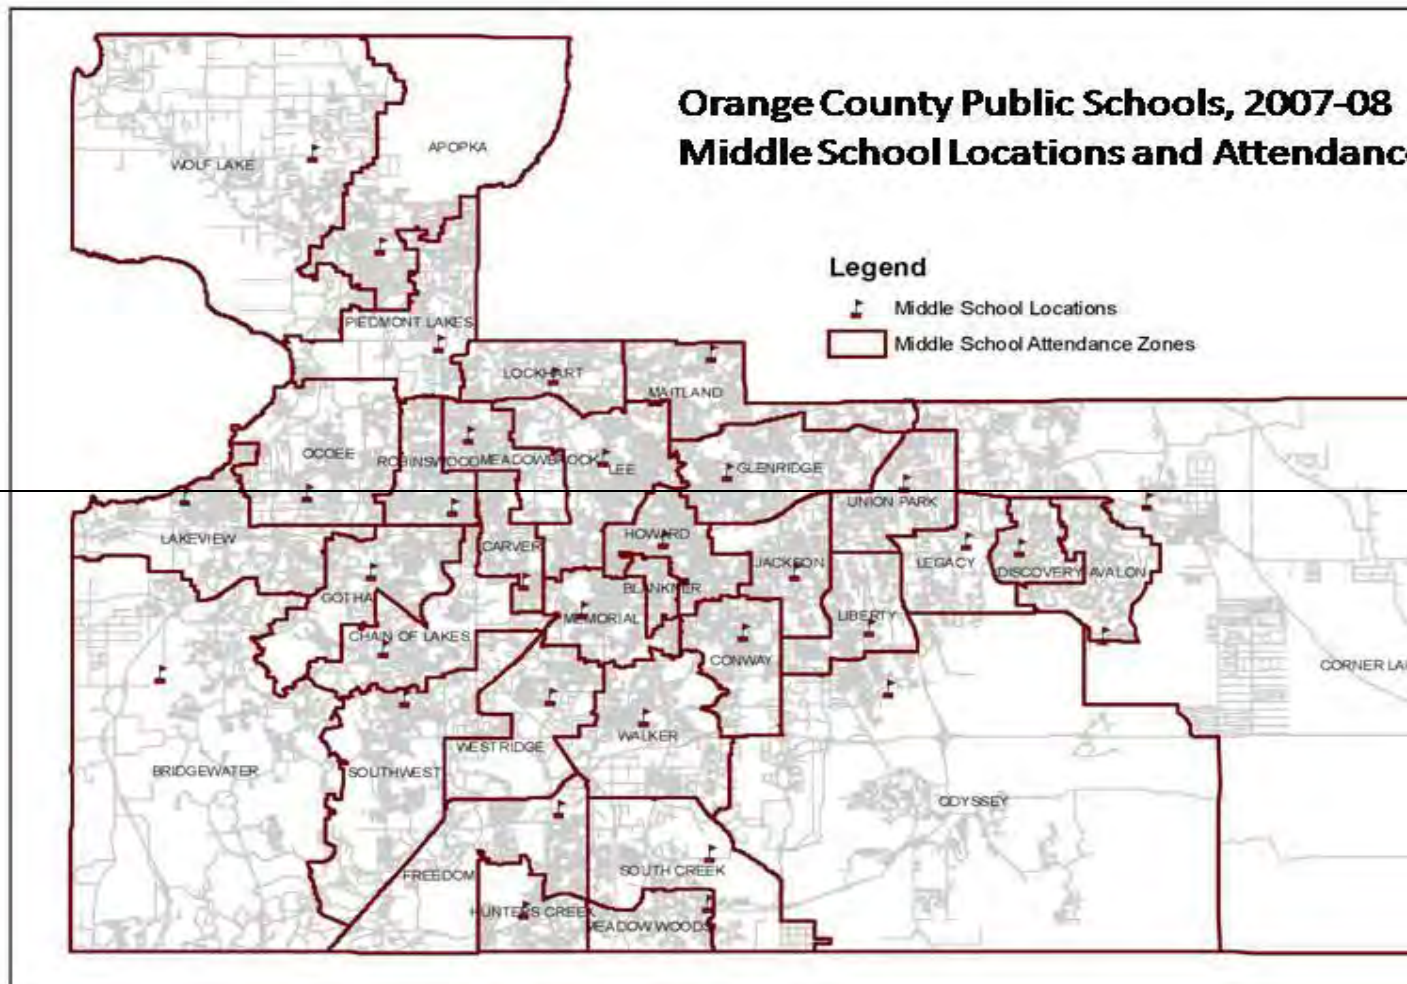 Orange County Public Schools, 2007-08
Middle School Locations and Attendanc
APOPKA
WOLF LAKE
Legend
Middle School Locations
PIEDMONT LAKES
Middle School Attendance Zones
LOCKHART
MAITLAND
OCOEE
ROBINSWOOD
MEADOWBROOK
LEE
GLENRIDGE
UNION PARK
LAKEVIEW
HOWARD
CARVER
JACKSON
LEGACY
DISCOVERY
AVALON
BLANKNER
GOTHA
MEMORIAL
LIBERTY
CHAIN OF LAKES
CONWAY
CORNER LA
WALKER
WESTRIDGE
BRIDGEWATER
SOUTHWEST
ODYSSEY
SOUTH CREEK
FREEDOM
HUNTERS CREEK
MEADOW WOODS